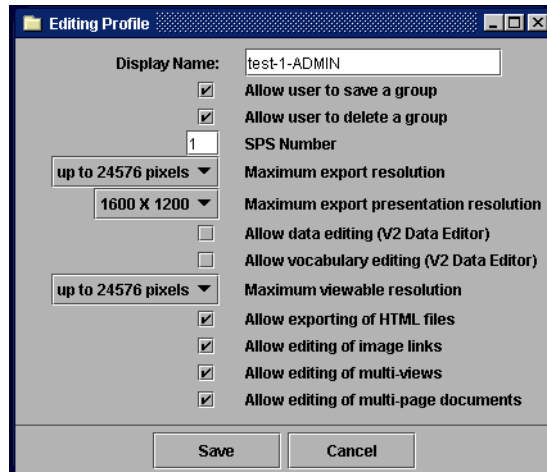 Editing Profile
Display Name: test-1-ADMIN
Allow user to save a group
Allow user to delete a group
1 SPS Number
up to 24576 pixels Maximum export resolution
1600 X 1200 Maximum export presentation resolution
Allow data editing (V2 Data Editor)
Allow vocabulary editing (V2 Data Editor)
up to 24576 pixels Maximum viewable resolution
Allow exporting of HTML files
Allow editing of image links
Allow editing of multi-views
Allow editing of multi-page documents
Save Cancel